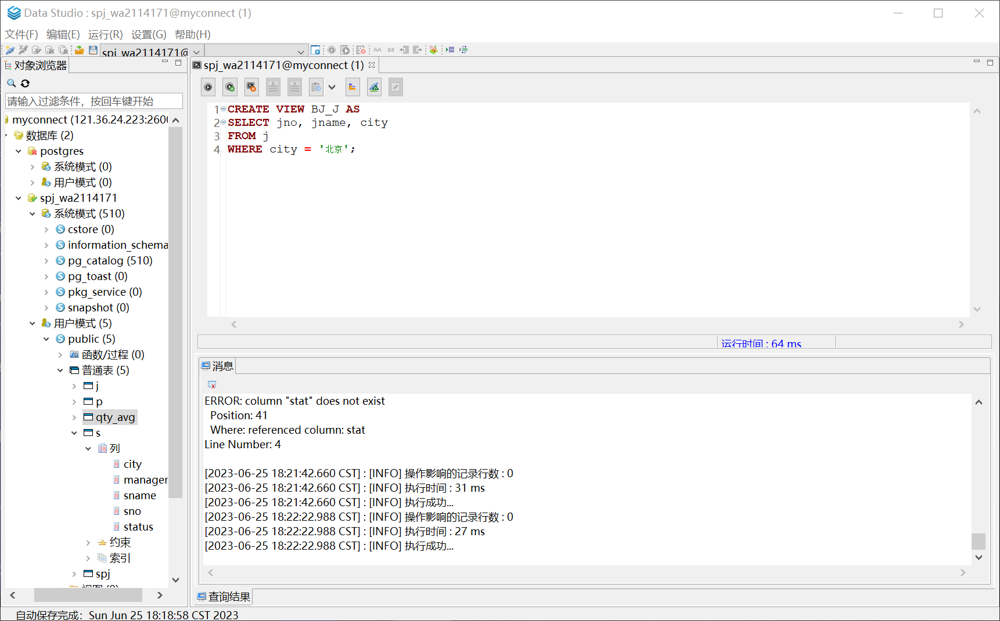 Data Studio : spj_wa2114171@myconnect (1)
文件(F) 编辑(E) 运行(R) 设置(G) 帮助(H)
spj_wa2114171@
对象浏览器
请输入过滤条件，按回车键开始
myconnect (121.36.24.223:260
数据库 (2)
postgres
系统模式 (0)
用户模式 (0)
spj_wa2114171
系统模式 (510)
cstore (0)
information_schema
pg_catalog (510)
pg_toast (0)
pkg_service (0)
snapshot (0)
用户模式 (5)
public (5)
函数/过程 (0)
普通表 (5)
j
p
qty_avg
s
列
city
manager
sname
sno
status
约束
索引
spj
视图 (0)
spj_wa2114171@myconnect (1)
1 CREATE VIEW BJ_J AS
2 SELECT jno, jname, city
3 FROM j
4 WHERE city = '北京';
运行时间 : 64 ms
消息
ERROR: column "stat" does not exist
Position: 41
Where: referenced column: stat
Line Number: 4
[2023-06-25 18:21:42.660 CST] : [INFO] 操作影响的记录行数 : 0
[2023-06-25 18:21:42.660 CST] : [INFO] 执行时间 : 31 ms
[2023-06-25 18:21:42.660 CST] : [INFO] 执行成功...
[2023-06-25 18:22:22.988 CST] : [INFO] 操作影响的记录行数 : 0
[2023-06-25 18:22:22.988 CST] : [INFO] 执行时间 : 27 ms
[2023-06-25 18:22:22.988 CST] : [INFO] 执行成功...
查询结果
自动保存完成：Sun Jun 25 18:18:58 CST 2023